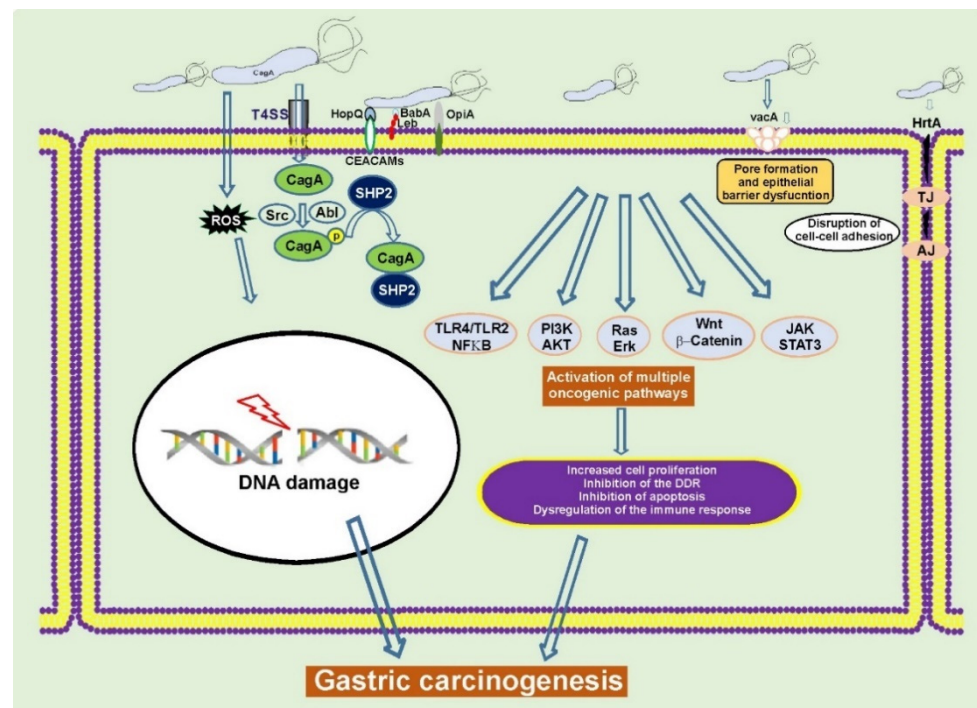 CagA
T4SS
HopQ
BabA
Leb
OpiA
CEACAMs
vacA
HrtA
CagA
SHP2
ROS
Src
Abl
CagA
p
CagA
SHP2
Pore formation
and epithelial
barrier dysfucntion
Disruption of
cell-cell adhesion
TJ
AJ
TLR4/TLR2
NFKB
PI3K
AKT
Ras
Erk
Wnt
β–Catenin
JAK
STAT3
Activation of multiple
oncogenic pathways
Increased cell proliferation
Inhibition of the DDR
Inhibition of apoptosis
Dysregulation of the immune response
DNA damage
Gastric carcinogenesis